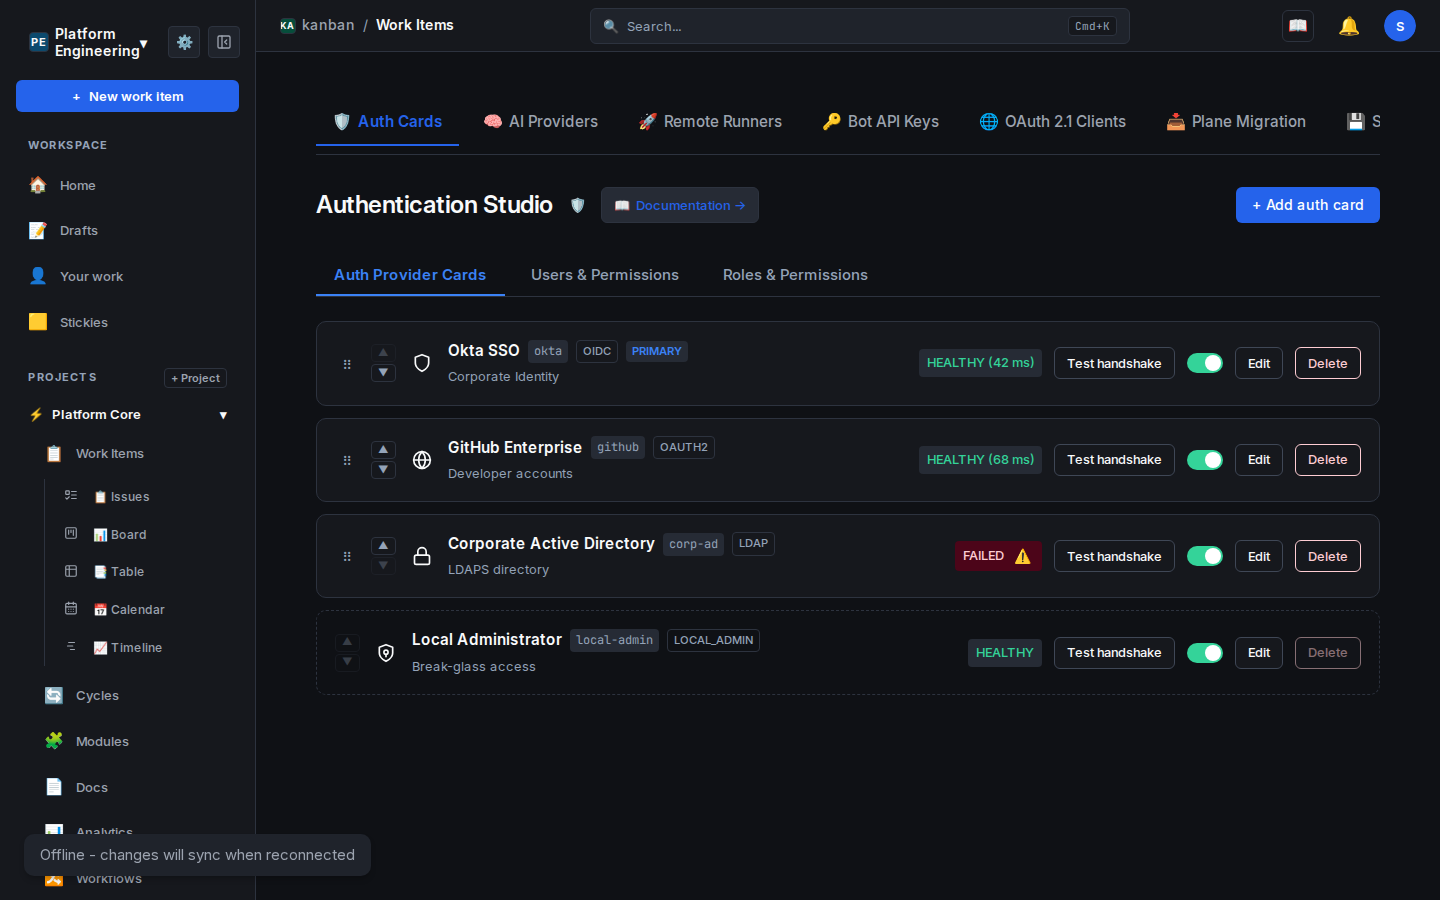 PE Platform Engineering▾
+ New work item
WORKSPACE
Home
Drafts
Your work
Stickies
PROJECTS
+ Project
Platform Core ▾
Work Items
Issues
Board
Table
Calendar
Timeline
Cycles
Modules
Docs
Analytics
Workflows
Offline - changes will sync when reconnected
KA kanban / Work Items
Search...
Cmd+K
S
Auth Cards
AI Providers
Remote Runners
Bot API Keys
OAuth 2.1 Clients
Plane Migration
S
Authentication Studio
Documentation →
+ Add auth card
Auth Provider Cards
Users & Permissions
Roles & Permissions
Okta SSO okta OIDC PRIMARY
Corporate Identity
HEALTHY (42 ms) Test handshake Edit Delete
GitHub Enterprise github OAUTH2
Developer accounts
HEALTHY (68 ms) Test handshake Edit Delete
Corporate Active Directory corp-ad LDAP
LDAPS directory
FAILED Test handshake Edit Delete
Local Administrator local-admin LOCAL_ADMIN
Break-glass access
HEALTHY Test handshake Edit Delete